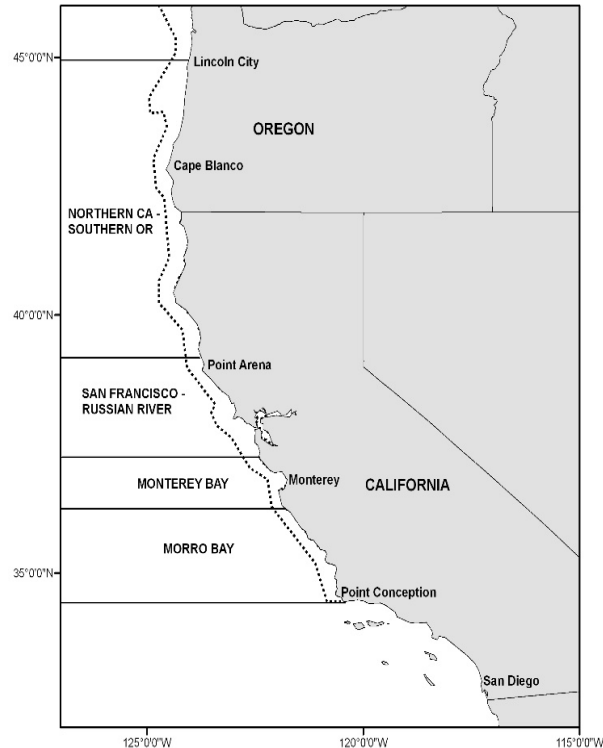 45°0'0"N
Lincoln City
OREGON
Cape Blanco
NORTHERN CA -
SOUTHERN OR
40°0'0"N
Point Arena
SAN FRANCISCO -
RUSSIAN RIVER
MONTEREY BAY
Monterey
CALIFORNIA
MORRO BAY
35°0'0"N
Point Conception
San Diego
125°0'0"W
120°0'0"W
115°0'0"W